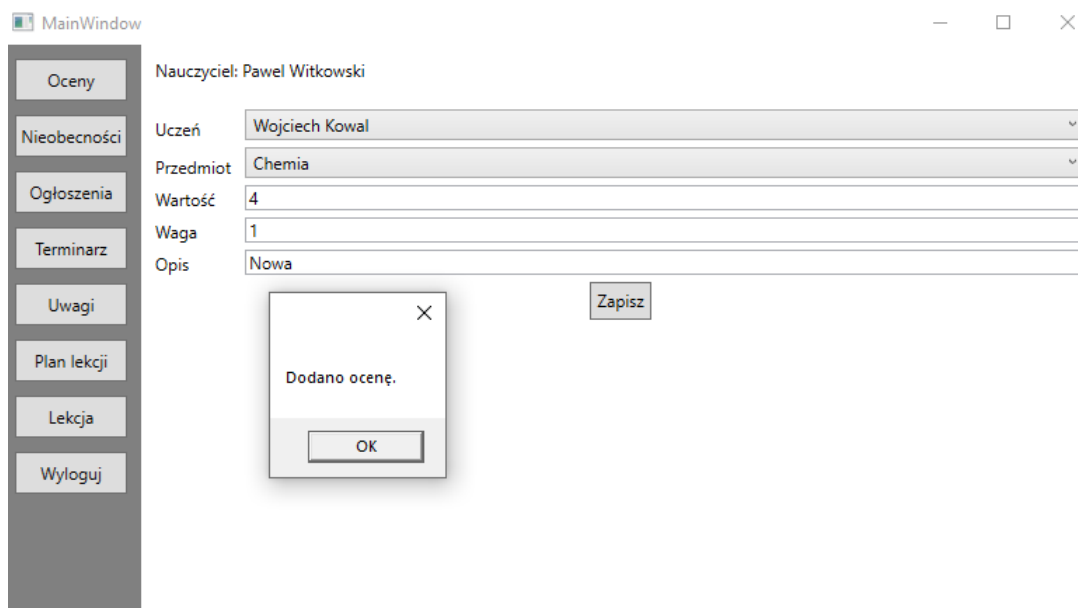 MainWindow
Oceny
Nieobecności
Ogłoszenia
Terminarz
Uwagi
Plan lekcji
Lekcja
Wyloguj
Nauczyciel: Pawel Witkowski
Uczeń Wojciech Kowal
Przedmiot Chemia
Wartość 4
Waga 1
Opis Nowa
Zapisz
Dodano ocenę.
OK